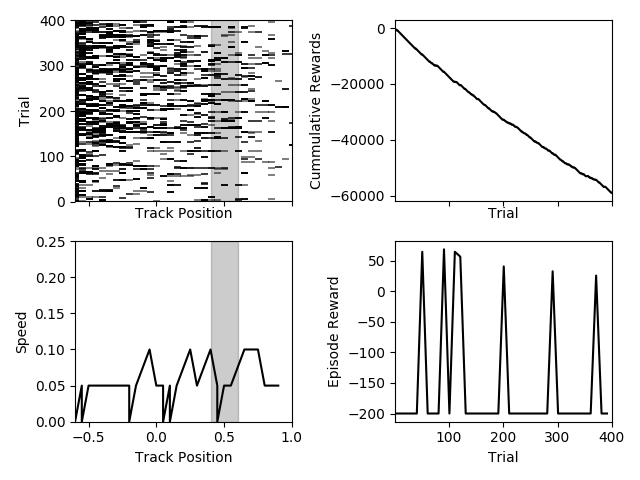 400
300
200
100
0
Trial
Track Position
0
−20000
−40000
−60000
Cummulative Rewards
Trial
0.25
0.20
0.15
0.10
0.05
0.00
Speed
−0.5 0.0 0.5 1.0
Track Position
50
0
−50
−100
−150
−200
Episode Reward
100 200 300 400
Trial